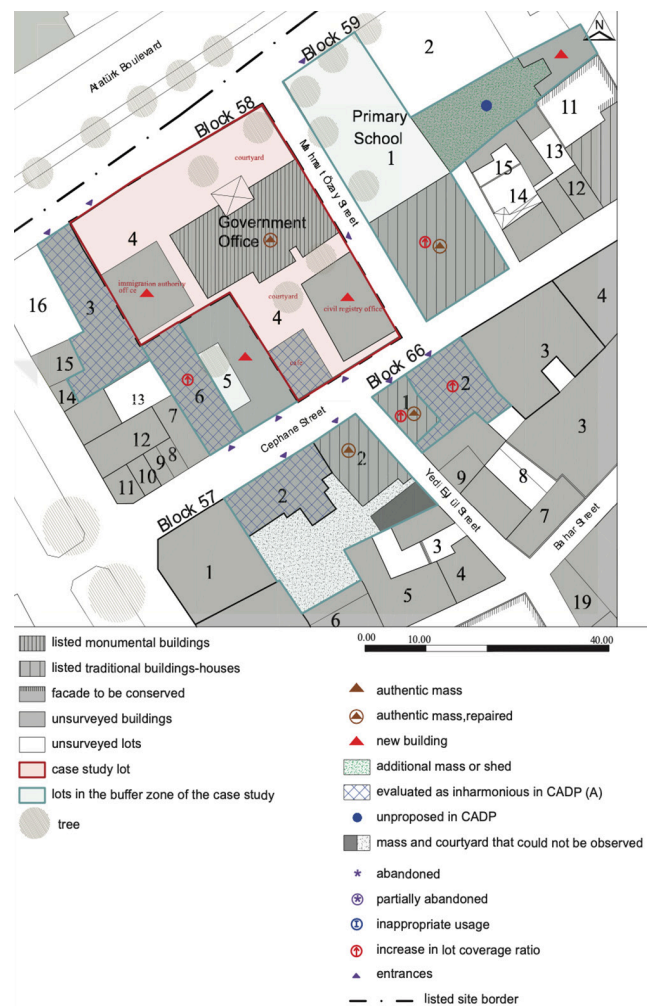 Block 59
2
Atatürk Boulevard
11
Block 58
Primary
School
1
13
courtyard
Mahmut Özay Street
15
14
12
Government
Office
4
16
3
immigration authority
office
courtyard
4
civil registry office
4
15
14
13
6
5
cafe
Block 66
3
7
1
2
3
12
8
9
10
11
Cephane Street
2
9
8
Block 57
2
Yedi Eylül Street
7
Bahar Street
1
3
4
5
6
19
listed monumental buildings
listed traditional buildings-houses
facade to be conserved
unsurveyed buildings
unsurveyed lots
case study lot
lots in the buffer zone of the case study
tree
0.00 10.00 40.00
authentic mass
authentic mass,repaired
new building
additional mass or shed
evaluated as inharmonious in CADP (A)
unproposed in CADP
mass and courtyard that could not be observed
abandoned
partially abandoned
inappropriate usage
increase in lot coverage ratio
entrances
listed site border
N